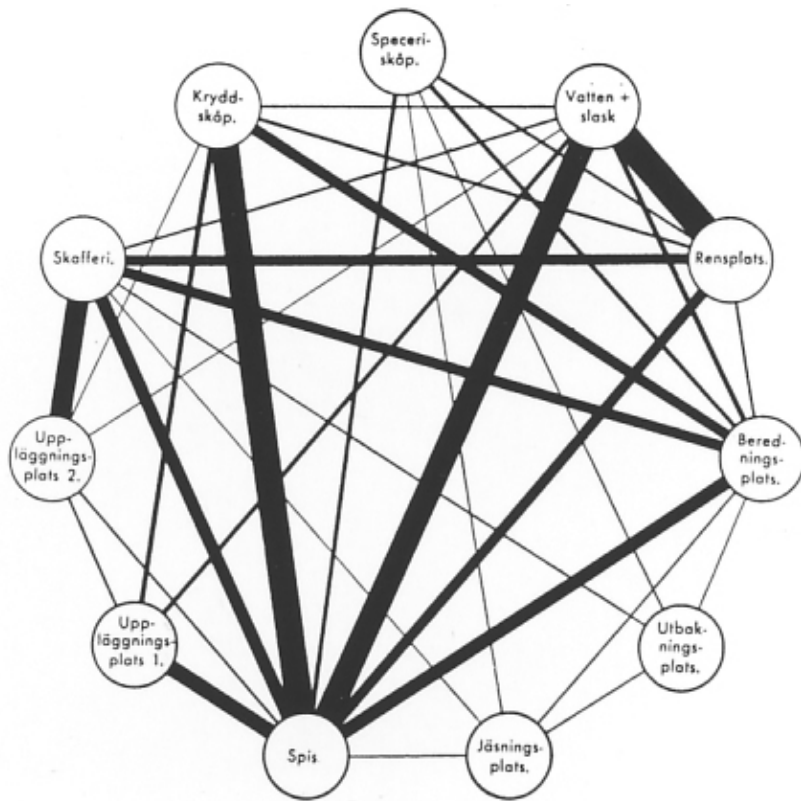 Speceri-
skåp.
Krydd-
skåp.
Vatten +
slask
Skafferi.
Rensplats.
Upp-
läggnings-
plats 2.
Bered-
nings-
plats.
Upp-
läggnings-
plats 1.
Utbak-
nings-
plats.
Spis.
Jäsnings-
plats.